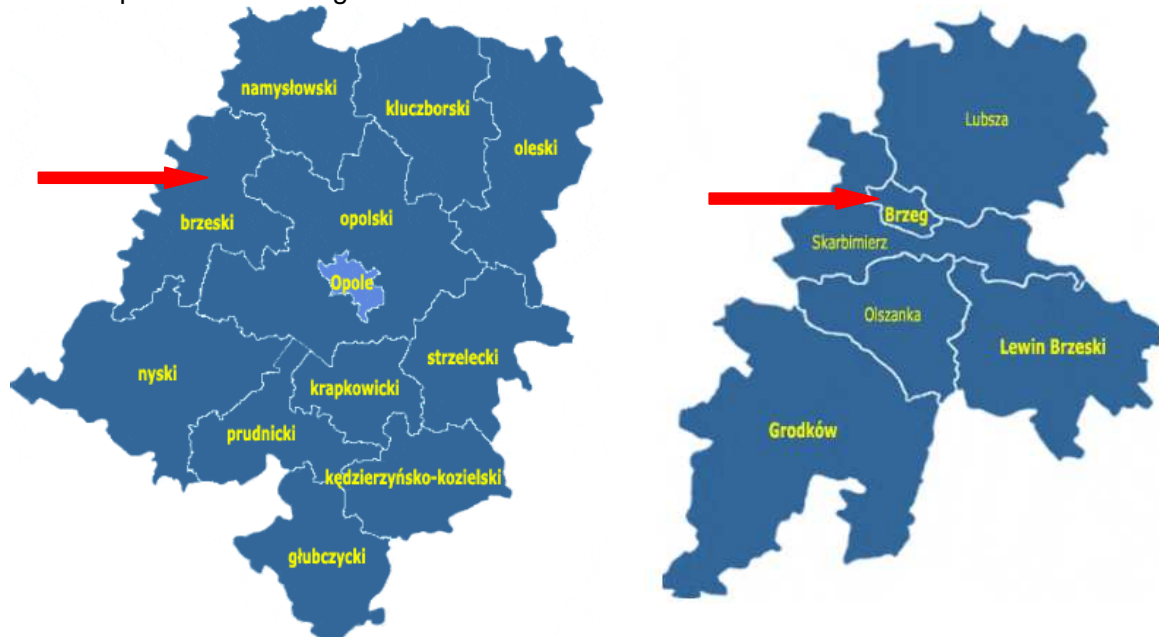 namysłowski
kluczborski
oleski
brzeski
opolski
Opole
nyski
strzelecki
krapkowicki
prudnicki
kędzierzyńsko-kozielski
głubczycki
Lubsza
Brzeg
Skarbimierz
Olszanka
Lewin Brzeski
Grodków